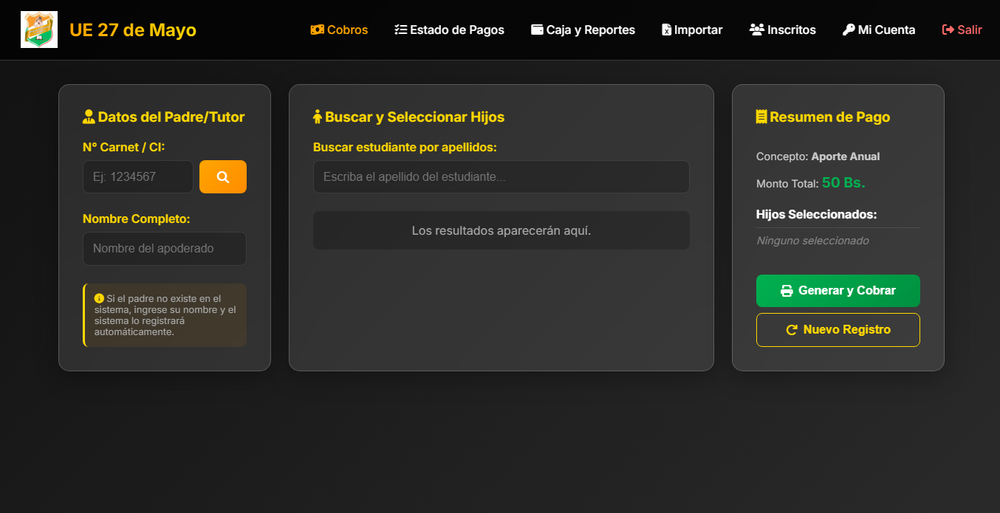 UE 27 de Mayo
Cobros
Estado de Pagos
Caja y Reportes
Importar
Inscritos
Mi Cuenta
Salir
Datos del Padre/Tutor
N° Carnet / CI:
Ej: 1234567
Nombre Completo:
Nombre del apoderado
Si el padre no existe en el
sistema, ingrese su nombre y el
sistema lo registrará
automáticamente.
Buscar y Seleccionar Hijos
Buscar estudiante por apellidos:
Escriba el apellido del estudiante...
Los resultados aparecerán aquí.
Resumen de Pago
Concepto: Aporte Anual
Monto Total: 50 Bs.
Hijos Seleccionados:
Ninguno seleccionado
Generar y Cobrar
Nuevo Registro